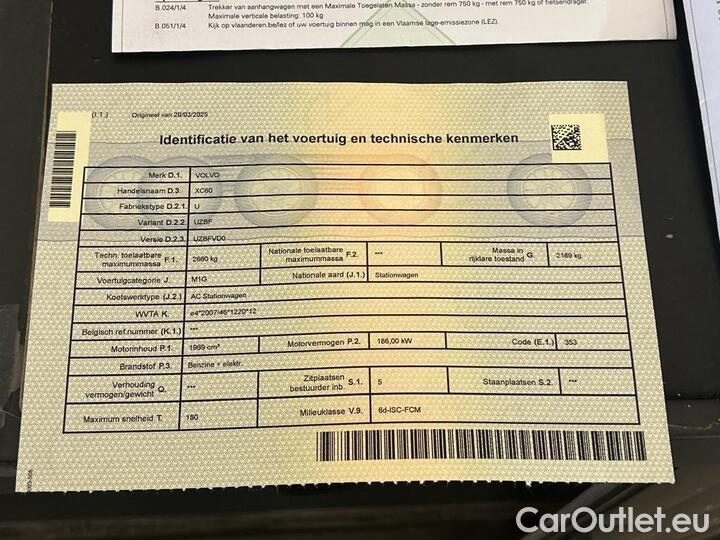 B.024/1/4 Trekker van aanhangwagen met een Maximale Toegelaten Massa - zonder rem 750 kg - met rem 750 kg of fietsendrager.
Maximale verticale belasting: 100 kg
B.051/1/4 Kijk op vlaanderen.be/lez of uw voertuig binnen mag in een Vlaamse lage-emissiezone (LEZ).
(I.1.) Origineel van 20/03/2025
Identificatie van het voertuig en technische kenmerken
Merk D.1. VOLVO
Handelsnaam D.3. XC60
Fabriekstype D.2.1. U
Variant D.2.2. UZBF
Versie D.2.3. UZBFVD0
Techn. toelaatbare maximummassa F.1. 2660 kg Nationale toelaatbare maximummassa F.2. *** Massa in rijklare toestand G. 2169 kg
Voertuigcategorie J. M1G Nationale aard (J.1.) Stationwagen
Koetswerktype (J.2.) AC Stationwagen
WVTA K. e4*2007/46*1220*12
Belgisch ref.nummer (K.1.) ***
Motorinhoud P.1. 1969 cm³ Motorvermogen P.2. 186,00 kW Code (E.1.) 353
Brandstof P.3. Benzine + elektr.
Verhouding vermogen/gewicht Q. *** Zitplaatsen bestuurder inb. S.1. 5 Staanplaatsen S.2. ***
Maximum snelheid T. 180 Milieuklasse V.9. 6d-ISC-FCM
CarOutlet.eu